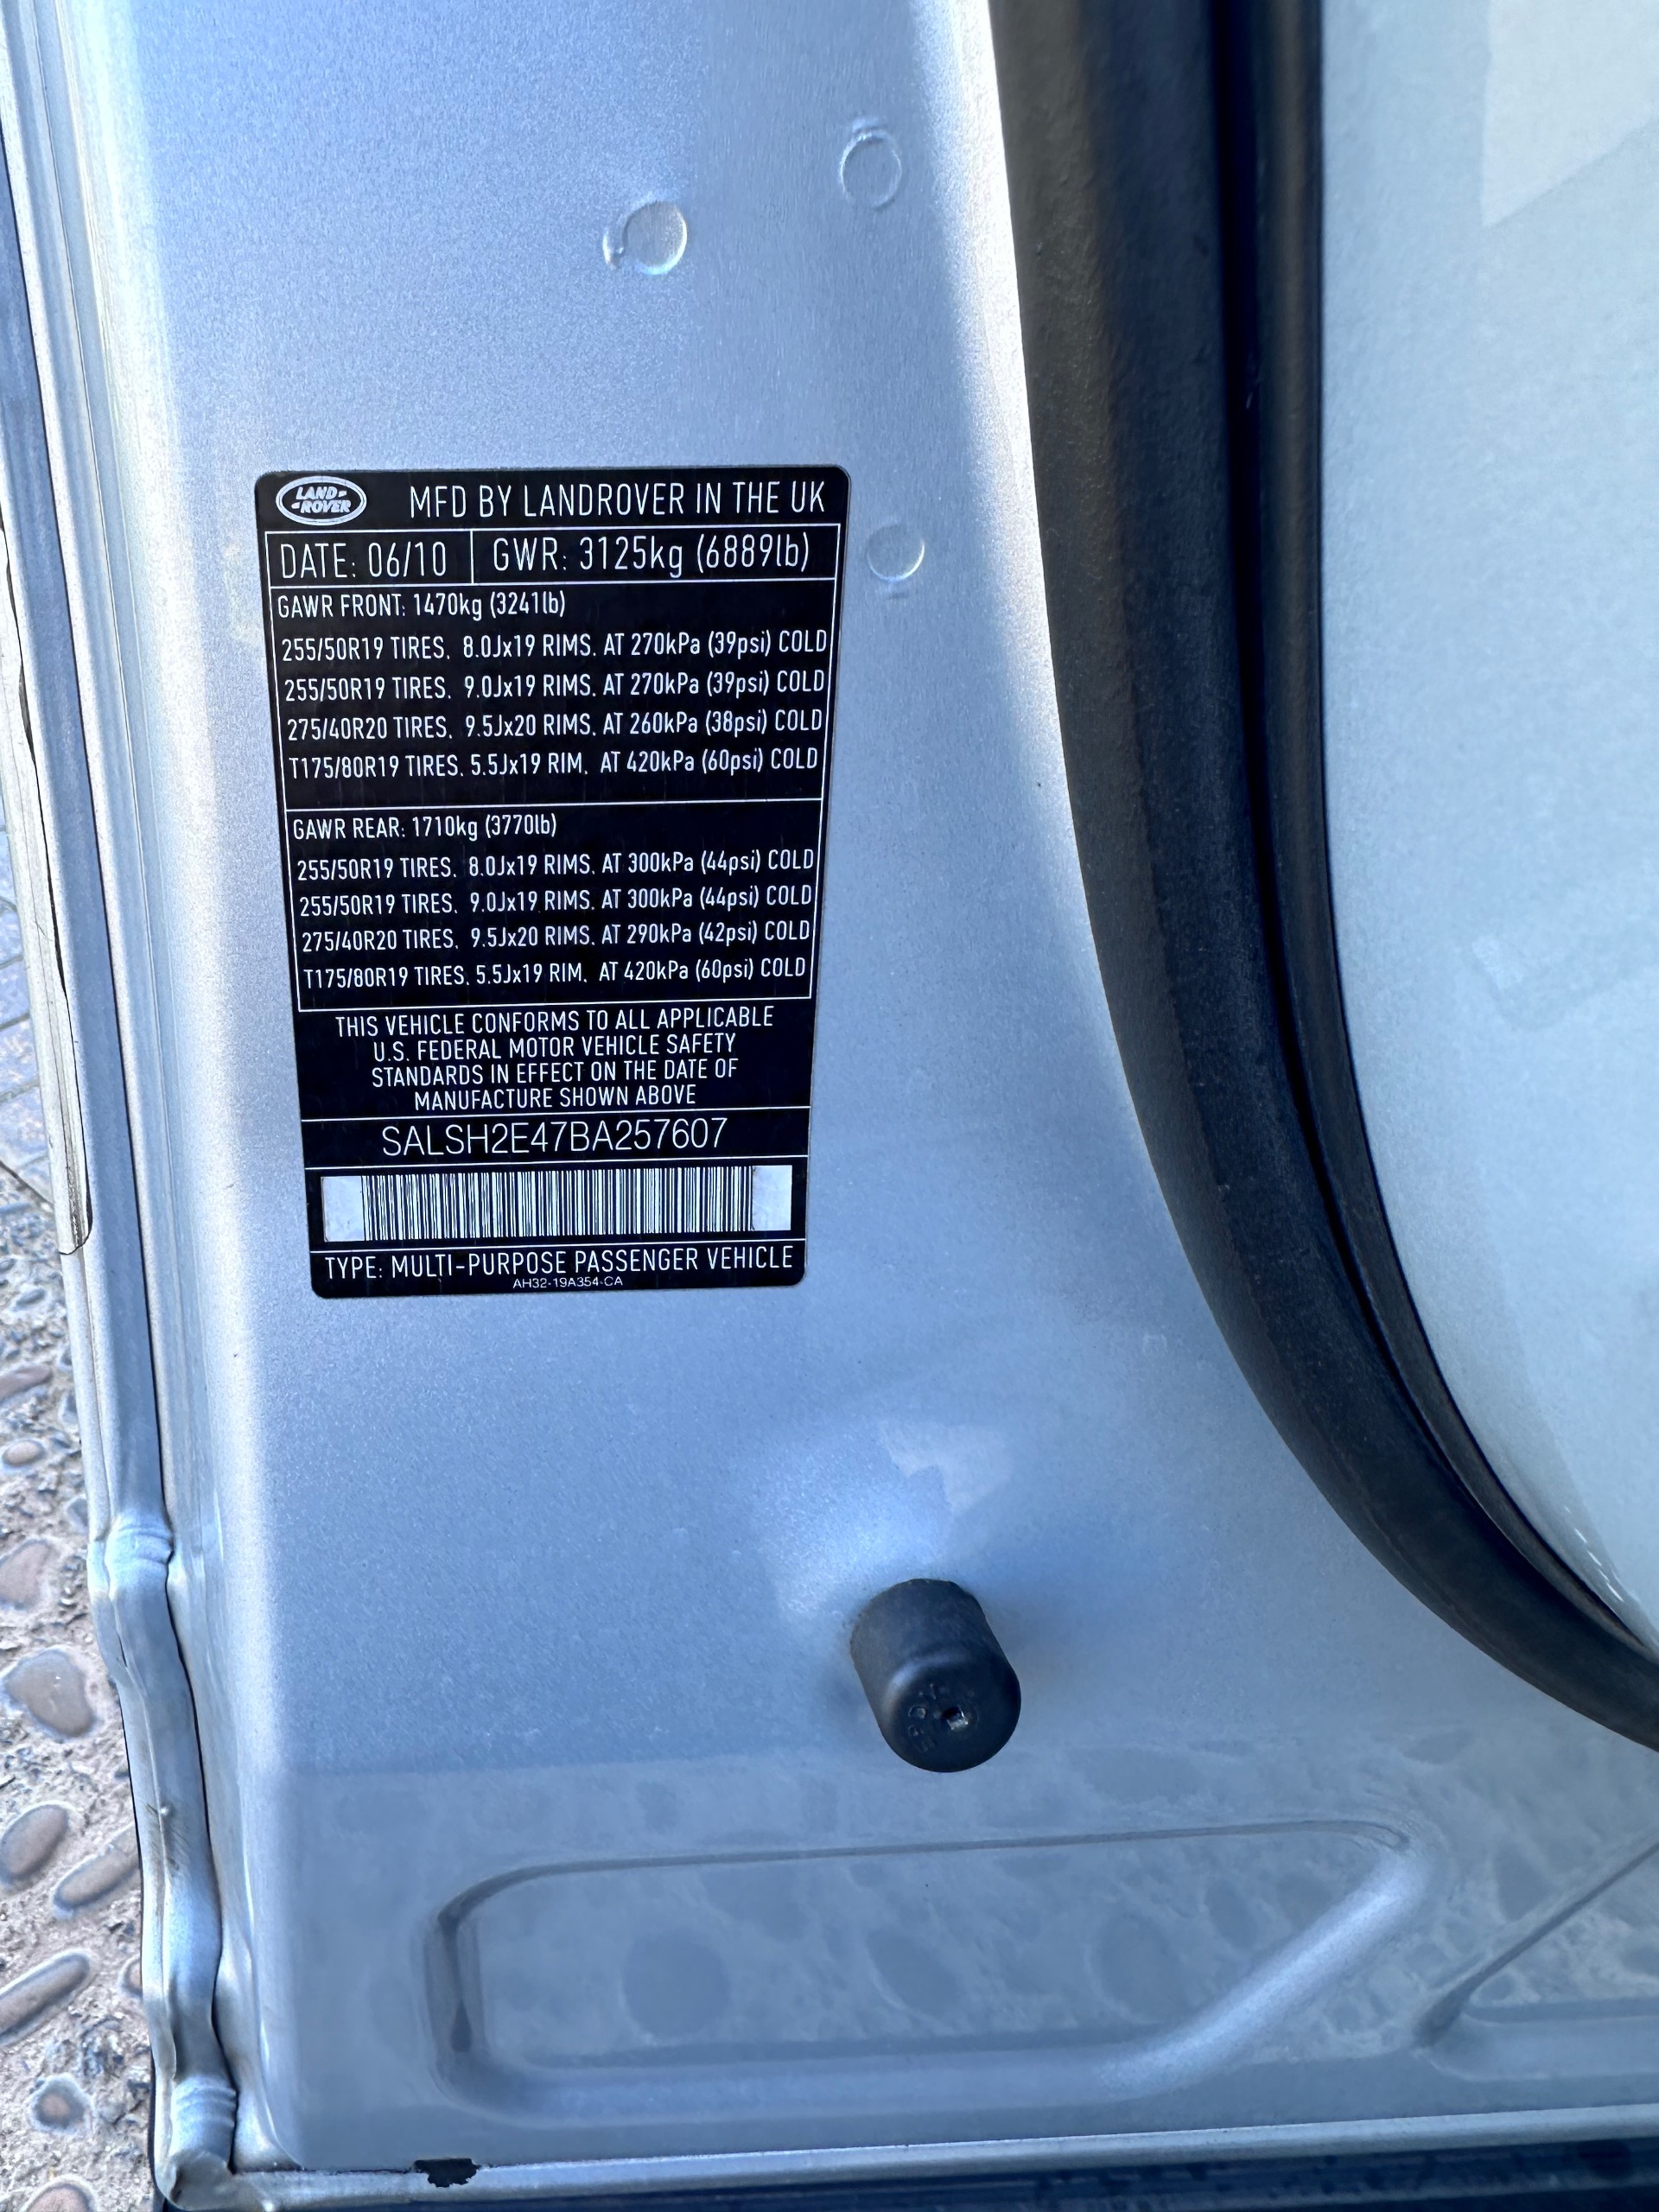 LAND-
-ROVER
MFD BY LANDROVER IN THE UK
DATE: 06/10 GWR: 3125kg (6889lb)
GAWR FRONT: 1470kg (3241lb)
255/50R19 TIRES. 8.0Jx19 RIMS. AT 270kPa (39psi) COLD
255/50R19 TIRES. 9.0Jx19 RIMS. AT 270kPa (39psi) COLD
275/40R20 TIRES. 9.5Jx20 RIMS. AT 260kPa (38psi) COLD
T175/80R19 TIRES. 5.5Jx19 RIM. AT 420kPa (60psi) COLD
GAWR REAR: 1710kg (3770lb)
255/50R19 TIRES. 8.0Jx19 RIMS. AT 300kPa (44psi) COLD
255/50R19 TIRES. 9.0Jx19 RIMS. AT 300kPa (44psi) COLD
275/40R20 TIRES. 9.5Jx20 RIMS. AT 290kPa (42psi) COLD
T175/80R19 TIRES. 5.5Jx19 RIM. AT 420kPa (60psi) COLD
THIS VEHICLE CONFORMS TO ALL APPLICABLE
U.S. FEDERAL MOTOR VEHICLE SAFETY
STANDARDS IN EFFECT ON THE DATE OF
MANUFACTURE SHOWN ABOVE
SALSH2E47BA257607
TYPE: MULTI-PURPOSE PASSENGER VEHICLE
AH32-19A354-CA